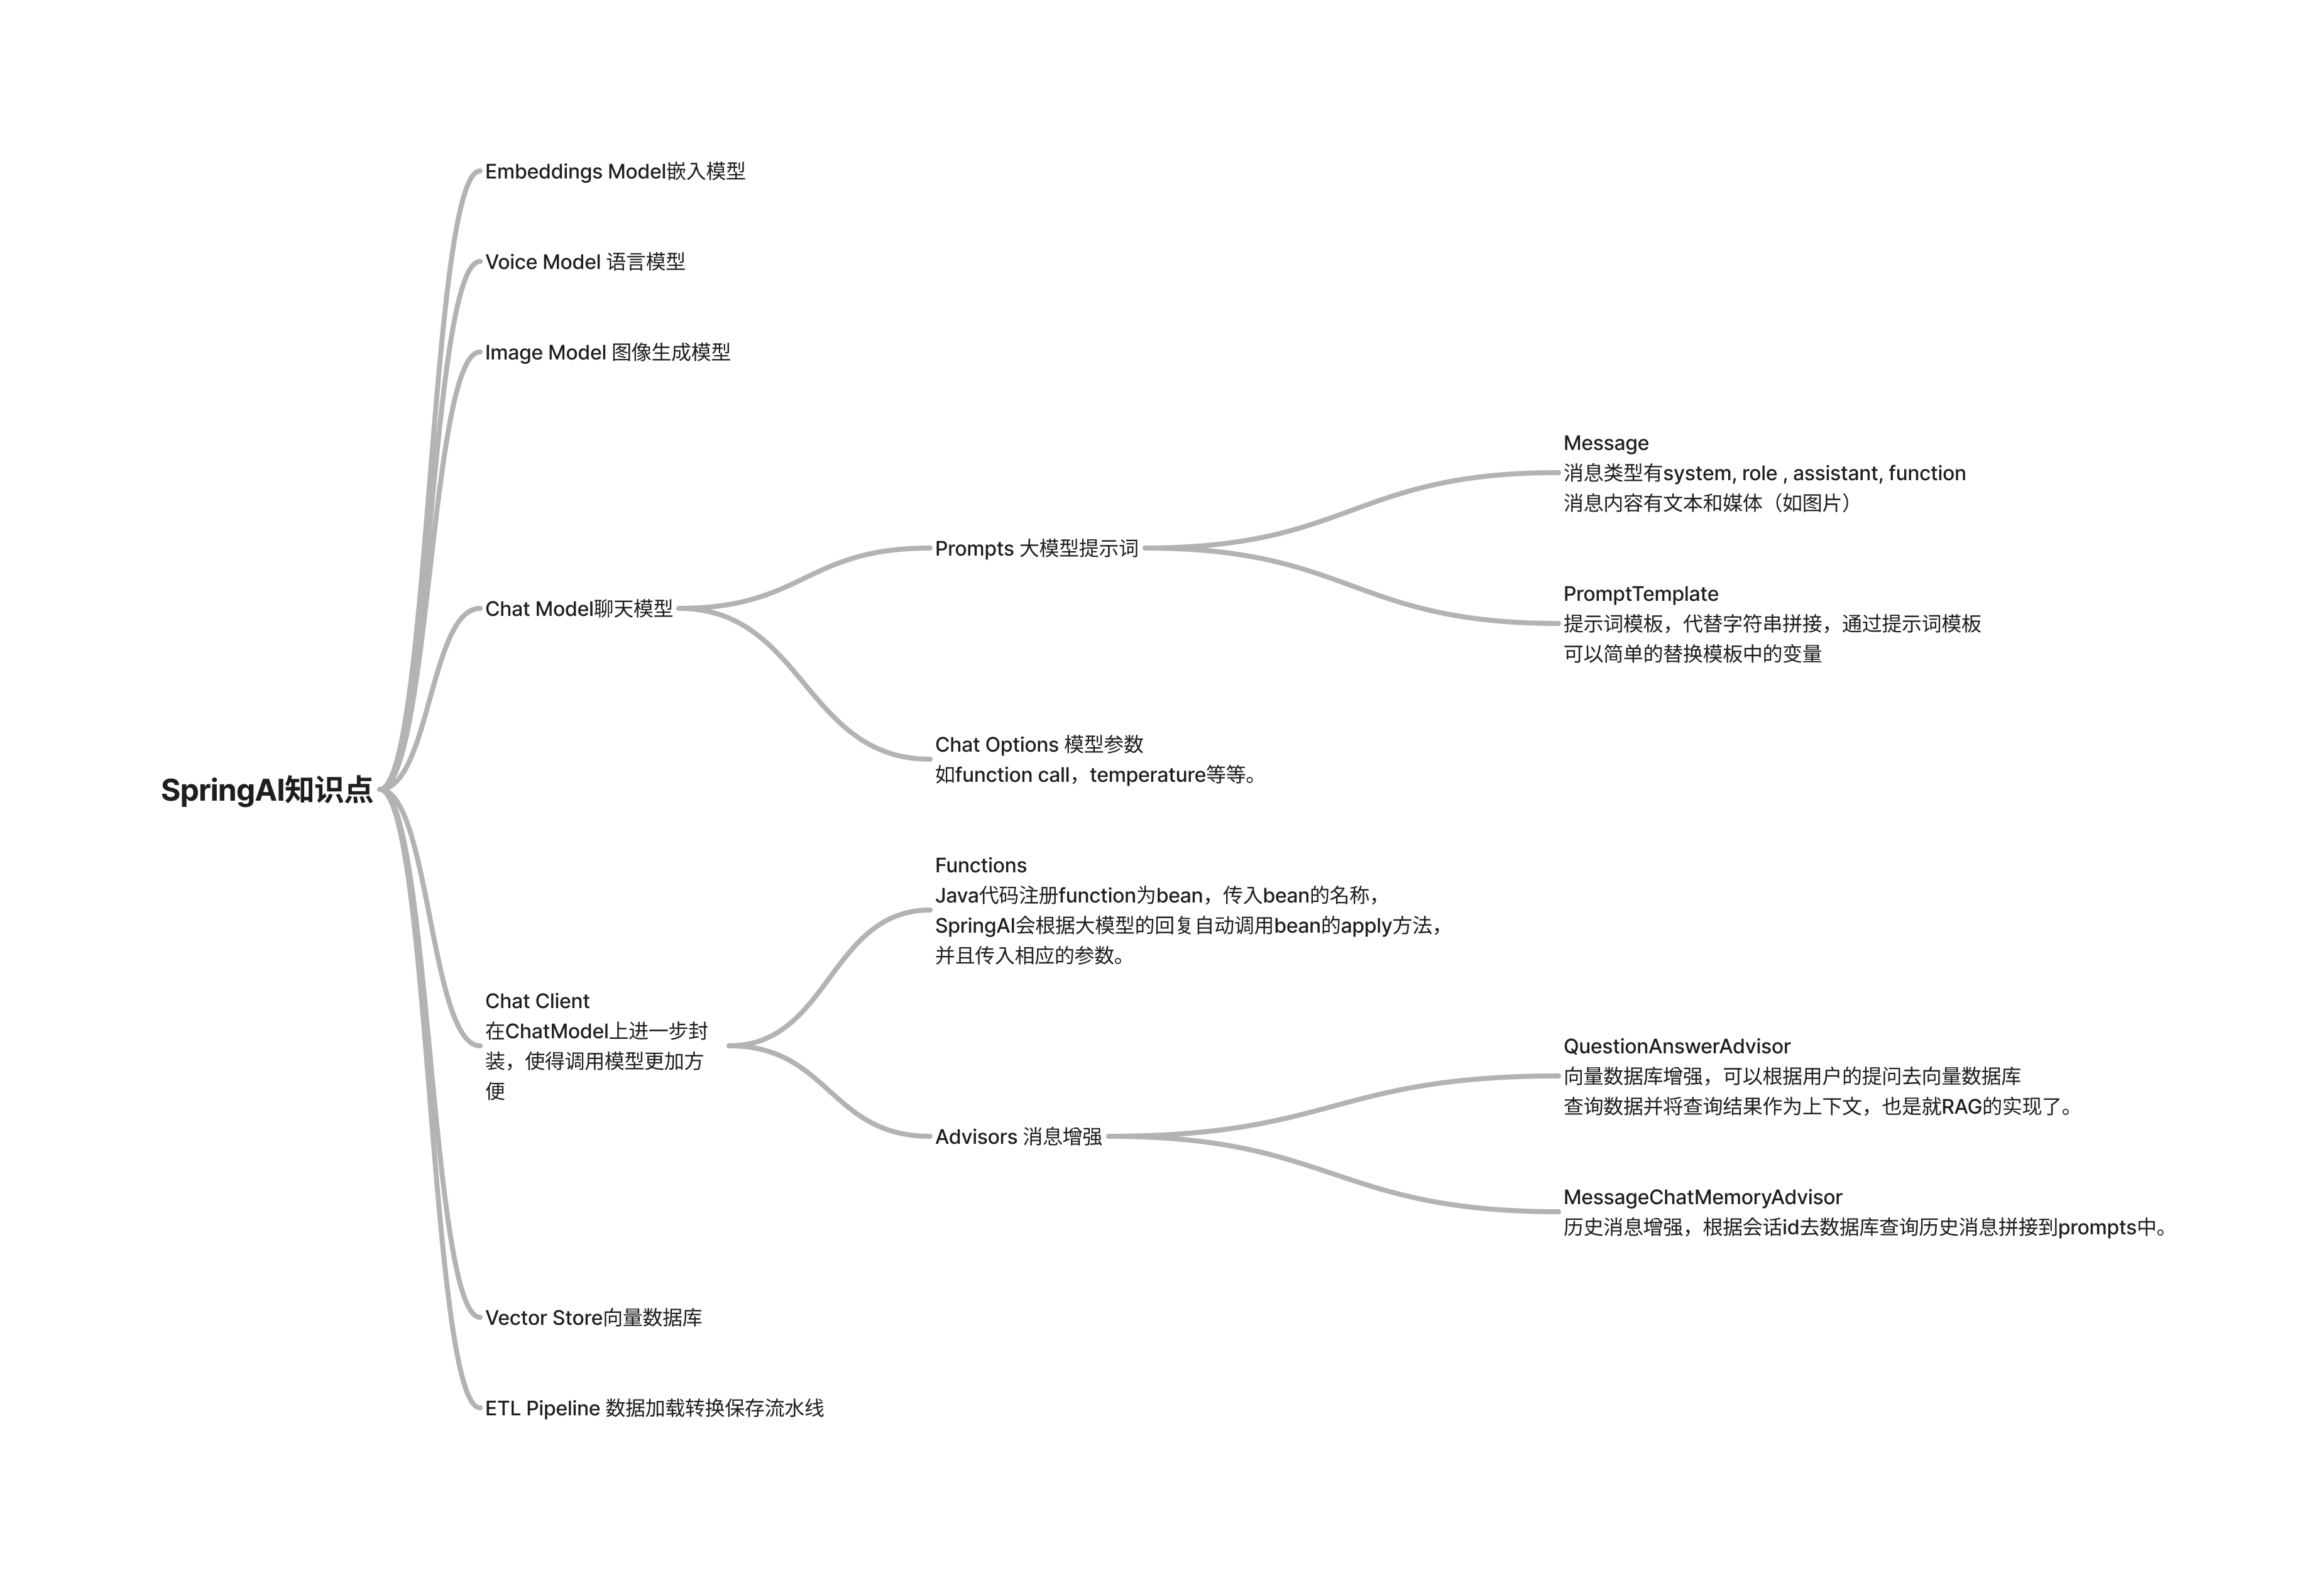 Embeddings Model嵌入模型
Voice Model 语言模型
Image Model 图像生成模型
Message
消息类型有system, role , assistant, function
消息内容有文本和媒体（如图片）
Prompts 大模型提示词
PromptTemplate
提示词模板，代替字符串拼接，通过提示词模板
可以简单的替换模板中的变量
Chat Model聊天模型
Chat Options 模型参数
如function call，temperature等等。
SpringAI知识点
Functions
Java代码注册function为bean，传入bean的名称，
SpringAI会根据大模型的回复自动调用bean的apply方法，
并且传入相应的参数。
Chat Client
在ChatModel上进一步封
装，使得调用模型更加方
便
QuestionAnswerAdvisor
向量数据库增强，可以根据用户的提问去向量数据库
查询数据并将查询结果作为上下文，也是就RAG的实现了。
Advisors 消息增强
MessageChatMemoryAdvisor
历史消息增强，根据会话id去数据库查询历史消息拼接到prompts中。
Vector Store向量数据库
ETL Pipeline 数据加载转换保存流水线